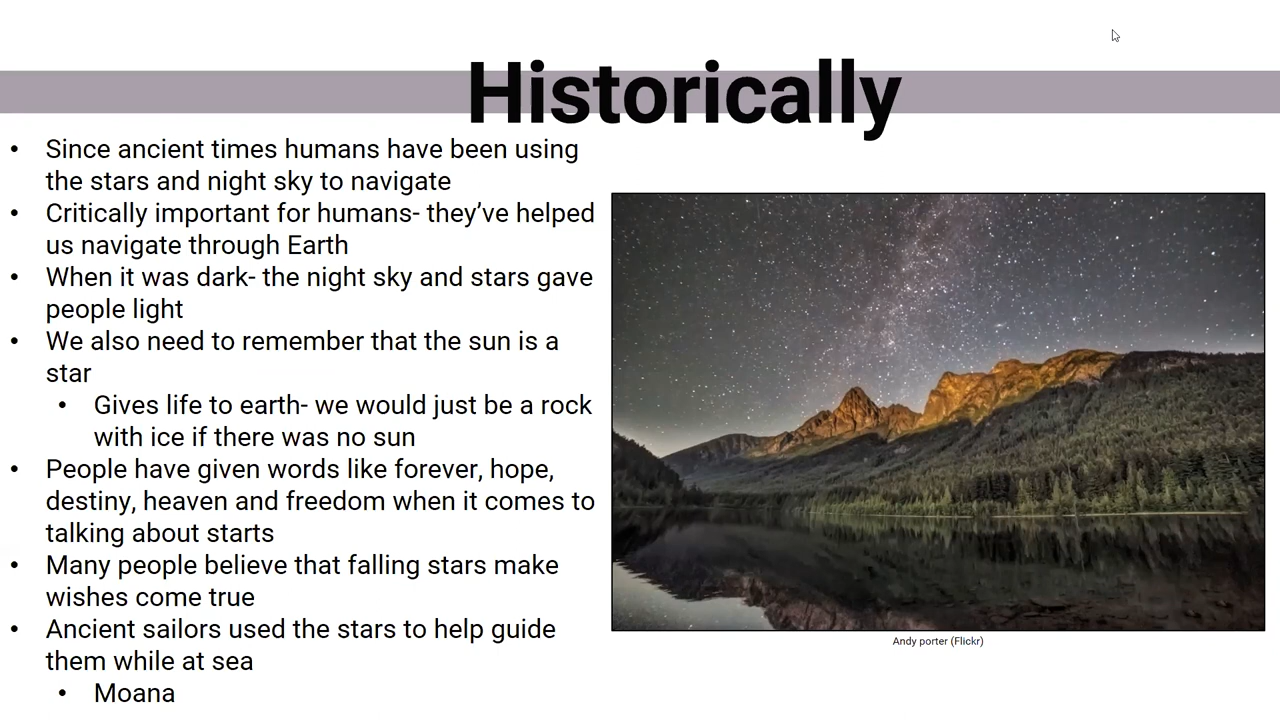 Historically
• Since ancient times humans have been using
the stars and night sky to navigate
• Critically important for humans- they’ve helped
us navigate through Earth
• When it was dark- the night sky and stars gave
people light
• We also need to remember that the sun is a
star
• Gives life to earth- we would just be a rock
with ice if there was no sun
• People have given words like forever, hope,
destiny, heaven and freedom when it comes to
talking about starts
• Many people believe that falling stars make
wishes come true
• Ancient sailors used the stars to help guide
them while at sea
• Moana
Andy porter (Flickr)